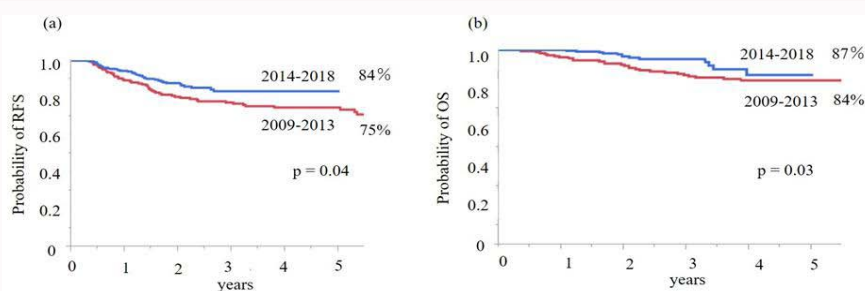 (a)
Probability of RFS
1.0
0.8
0.6
0.4
0.2
0
2014-2018 84%
2009-2013 75%
p = 0.04
0 1 2 3 4 5
years
(b)
Probability of OS
1.0
0.8
0.6
0.4
0.2
0
2014-2018 87%
2009-2013 84%
p = 0.03
0 1 2 3 4 5
years